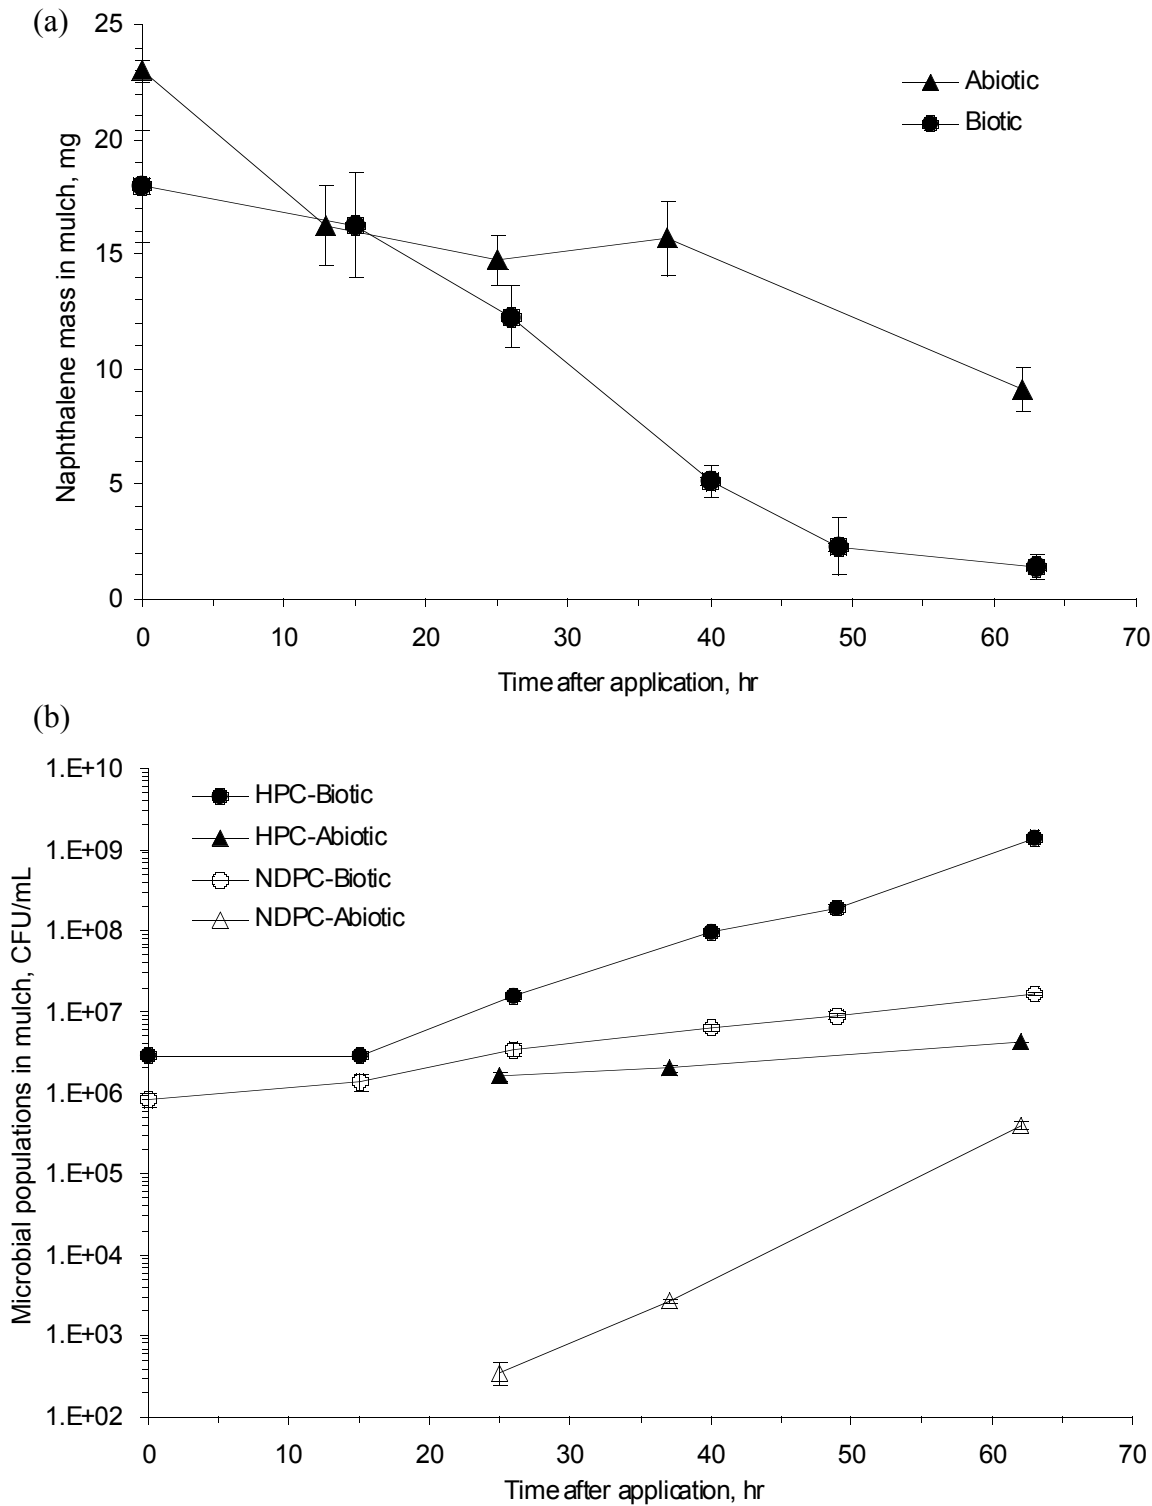 (a)
25
20
15
10
5
0
Naphthalene mass in mulch, mg
Abiotic
Biotic
0 10 20 30 40 50 60 70
Time after application, hr
(b)
1.E+10
1.E+09
1.E+08
1.E+07
1.E+06
1.E+05
1.E+04
1.E+03
1.E+02
Microbial populations in mulch, CFU/mL
HPC-Biotic
HPC-Abiotic
NDPC-Biotic
NDPC-Abiotic
0 10 20 30 40 50 60 70
Time after application, hr